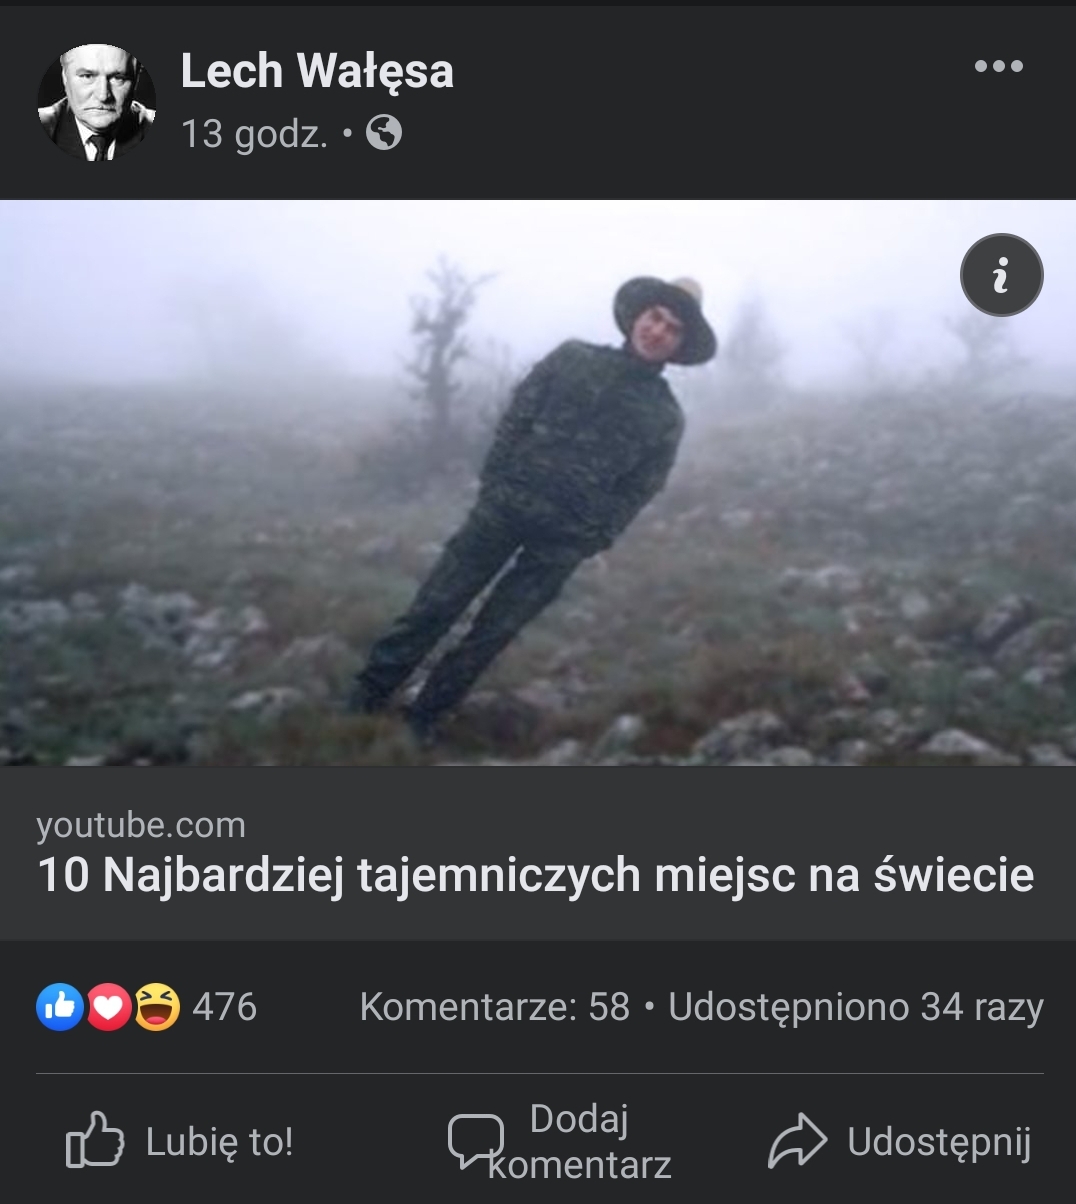 Lech Wałęsa
13 godz. •
i
youtube.com
10 Najbardziej tajemniczych miejsc na świecie
476 Komentarze: 58 • Udostępniono 34 razy
Lubię to!
Dodaj
komentarz
Udostępnij